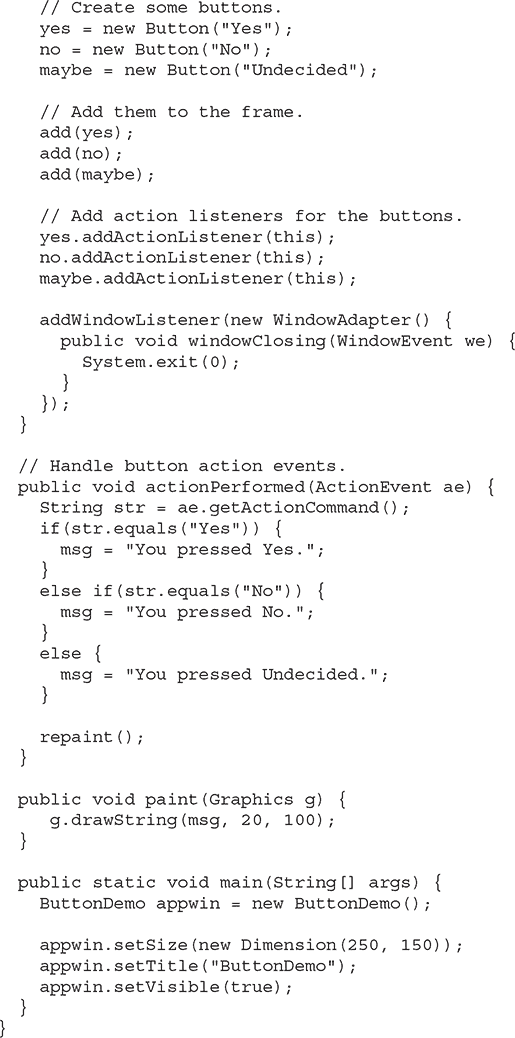 // Create some buttons.
yes = new Button("Yes");
no = new Button("No");
maybe = new Button("Undecided");
// Add them to the frame.
add(yes);
add(no);
add(maybe);
// Add action listeners for the buttons.
yes.addActionListener(this);
no.addActionListener(this);
maybe.addActionListener(this);
addWindowListener(new WindowAdapter() {
public void windowClosing(WindowEvent we) {
System.exit(0);
}
});
}
// Handle button action events.
public void actionPerformed(ActionEvent ae) {
String str = ae.getActionCommand();
if(str.equals("Yes")) {
msg = "You pressed Yes.";
}
else if(str.equals("No")) {
msg = "You pressed No.";
}
else {
msg = "You pressed Undecided.";
}
repaint();
}
public void paint(Graphics g) {
g.drawString(msg, 20, 100);
}
public static void main(String[] args) {
ButtonDemo appwin = new ButtonDemo();
appwin.setSize(new Dimension(250, 150));
appwin.setTitle("ButtonDemo");
appwin.setVisible(true);
}
}